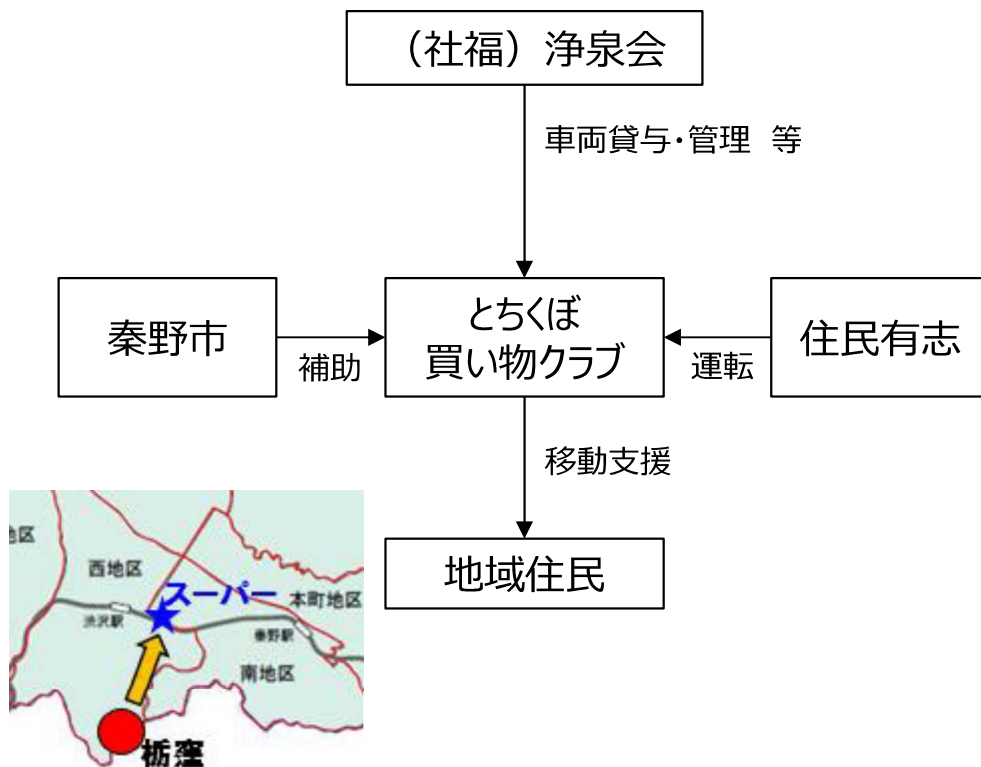 （社福）浄泉会
車両貸与・管理　等
秦野市
補助
とちくぼ
買い物クラブ
運転
住民有志
移動支援
地域住民
地区
西地区
スーパー
本町地区
渋沢駅
秦野駅
南地区
栃窪